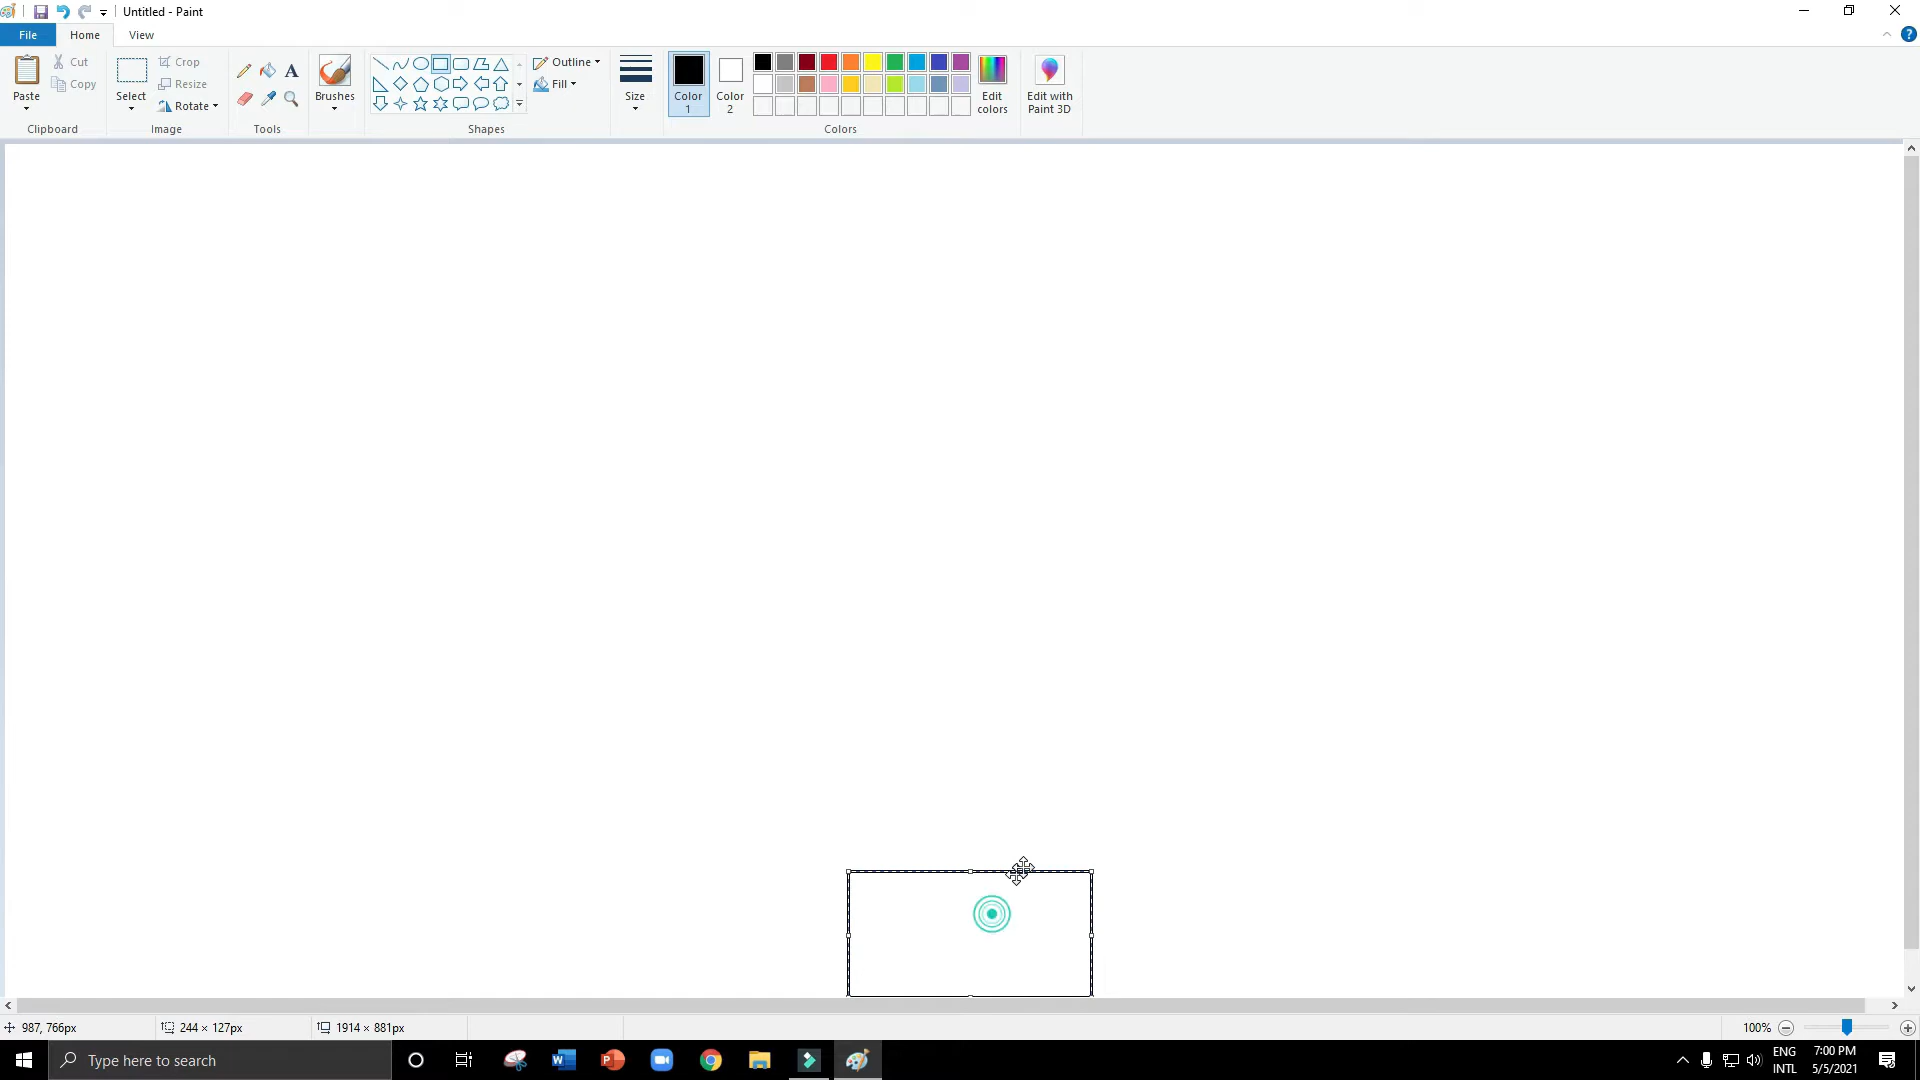 Untitled - Paint
File
Home
View
Paste
Cut
Copy
Clipboard
Select
Crop
Resize
Rotate
Image
A
Tools
Brushes
Outline
Fill
Shapes
Size
Color 1
Color 2
Edit colors
Colors
Edit with Paint 3D
987, 766px
244 × 127px
1914 × 881px
100%
Type here to search
W
P
ENG
INTL
7:00 PM
5/5/2021